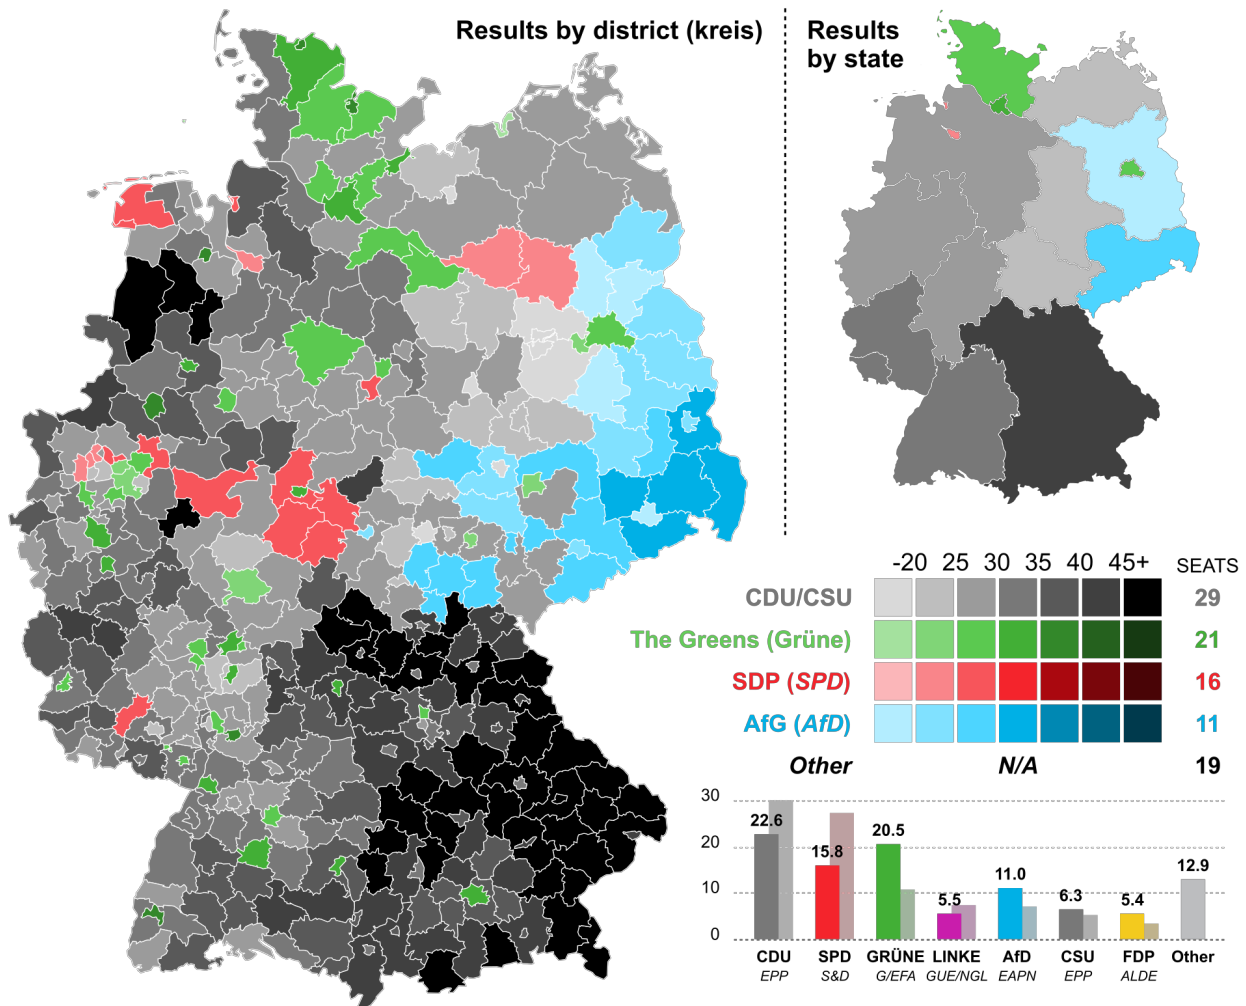 Results by district (kreis)
Results
by state
-20 25 30 35 40 45+ SEATS
CDU/CSU 29
The Greens (Grüne) 21
SDP (SPD) 16
AfG (AfD) 11
Other N/A 19
30
20
10
0
22.6 15.8 20.5 5.5 11.0 6.3 5.4 12.9
CDU SPD GRÜNE LINKE AfD CSU FDP Other
EPP S&D G/EFA GUE/NGL EAPN EPP ALDE